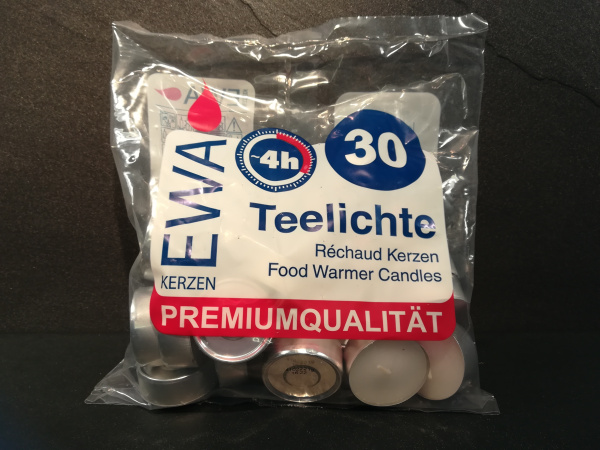 EWA
KERZEN
~4h
30
Teelichte
Réchaud Kerzen
Food Warmer Candles
PREMIUMQUALITÄT